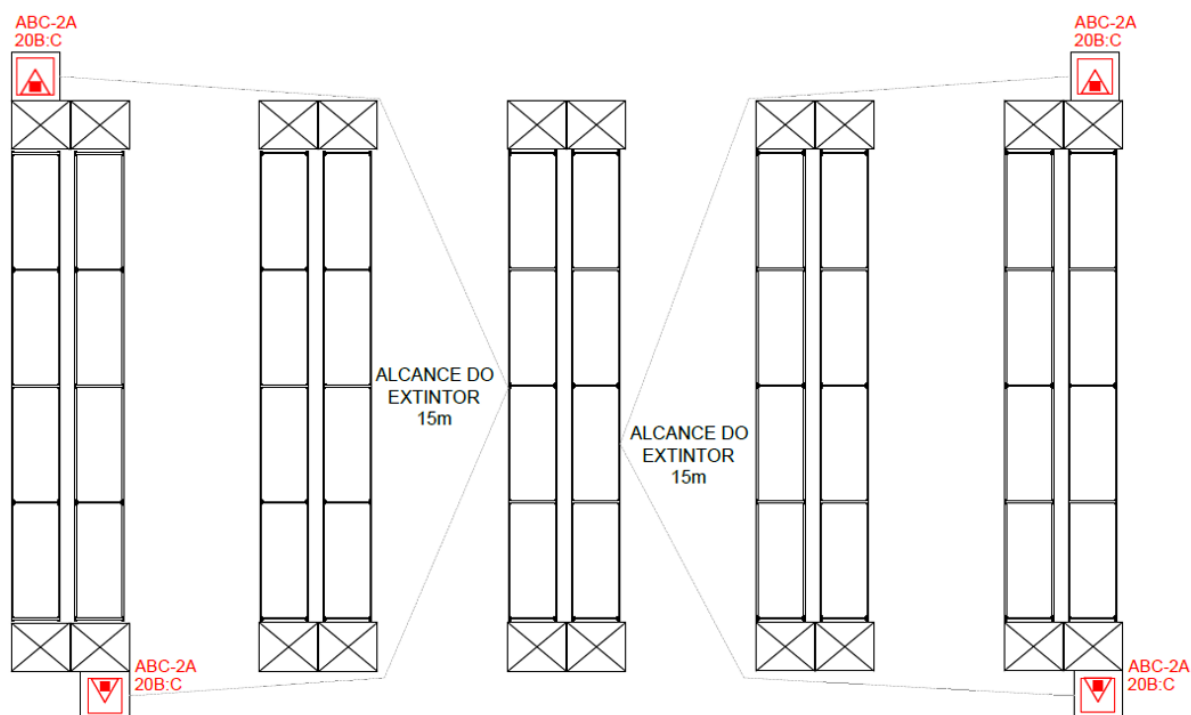 ABC-2A
20B:C
ABC-2A
20B:C
ALCANCE DO
EXTINTOR
15m
ALCANCE DO
EXTINTOR
15m
ABC-2A
20B:C
ABC-2A
20B:C